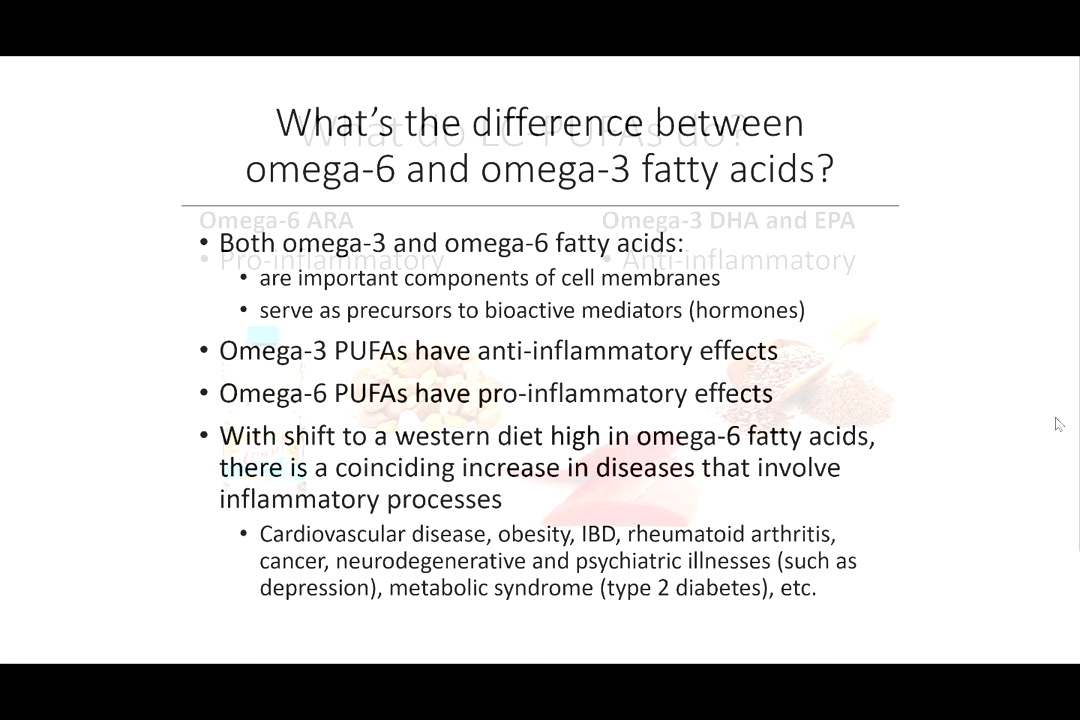 What's the difference between
omega-6 and omega-3 fatty acids?
What do LC-PUFAs do?
Omega-6 ARA
Omega-3 DHA and EPA
• Pro-inflammatory
• Anti-inflammatory
• Both omega-3 and omega-6 fatty acids:
• are important components of cell membranes
• serve as precursors to bioactive mediators (hormones)
• Omega-3 PUFAs have anti-inflammatory effects
• Omega-6 PUFAs have pro-inflammatory effects
• With shift to a western diet high in omega-6 fatty acids,
there is a coinciding increase in diseases that involve
inflammatory processes
• Cardiovascular disease, obesity, IBD, rheumatoid arthritis,
cancer, neurodegenerative and psychiatric illnesses (such as
depression), metabolic syndrome (type 2 diabetes), etc.